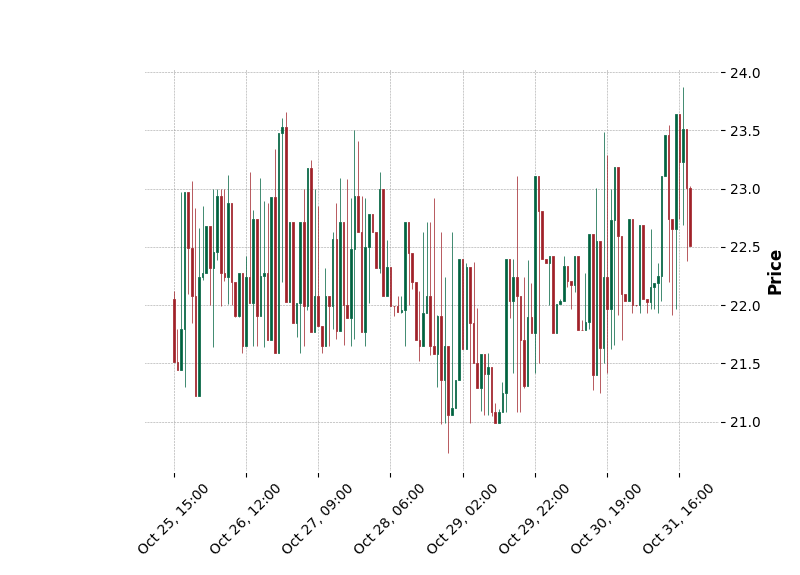 24.0
23.5
23.0
22.5
22.0
21.5
21.0
Price
Oct 25, 15:00
Oct 26, 12:00
Oct 27, 09:00
Oct 28, 06:00
Oct 29, 02:00
Oct 29, 22:00
Oct 30, 19:00
Oct 31, 16:00